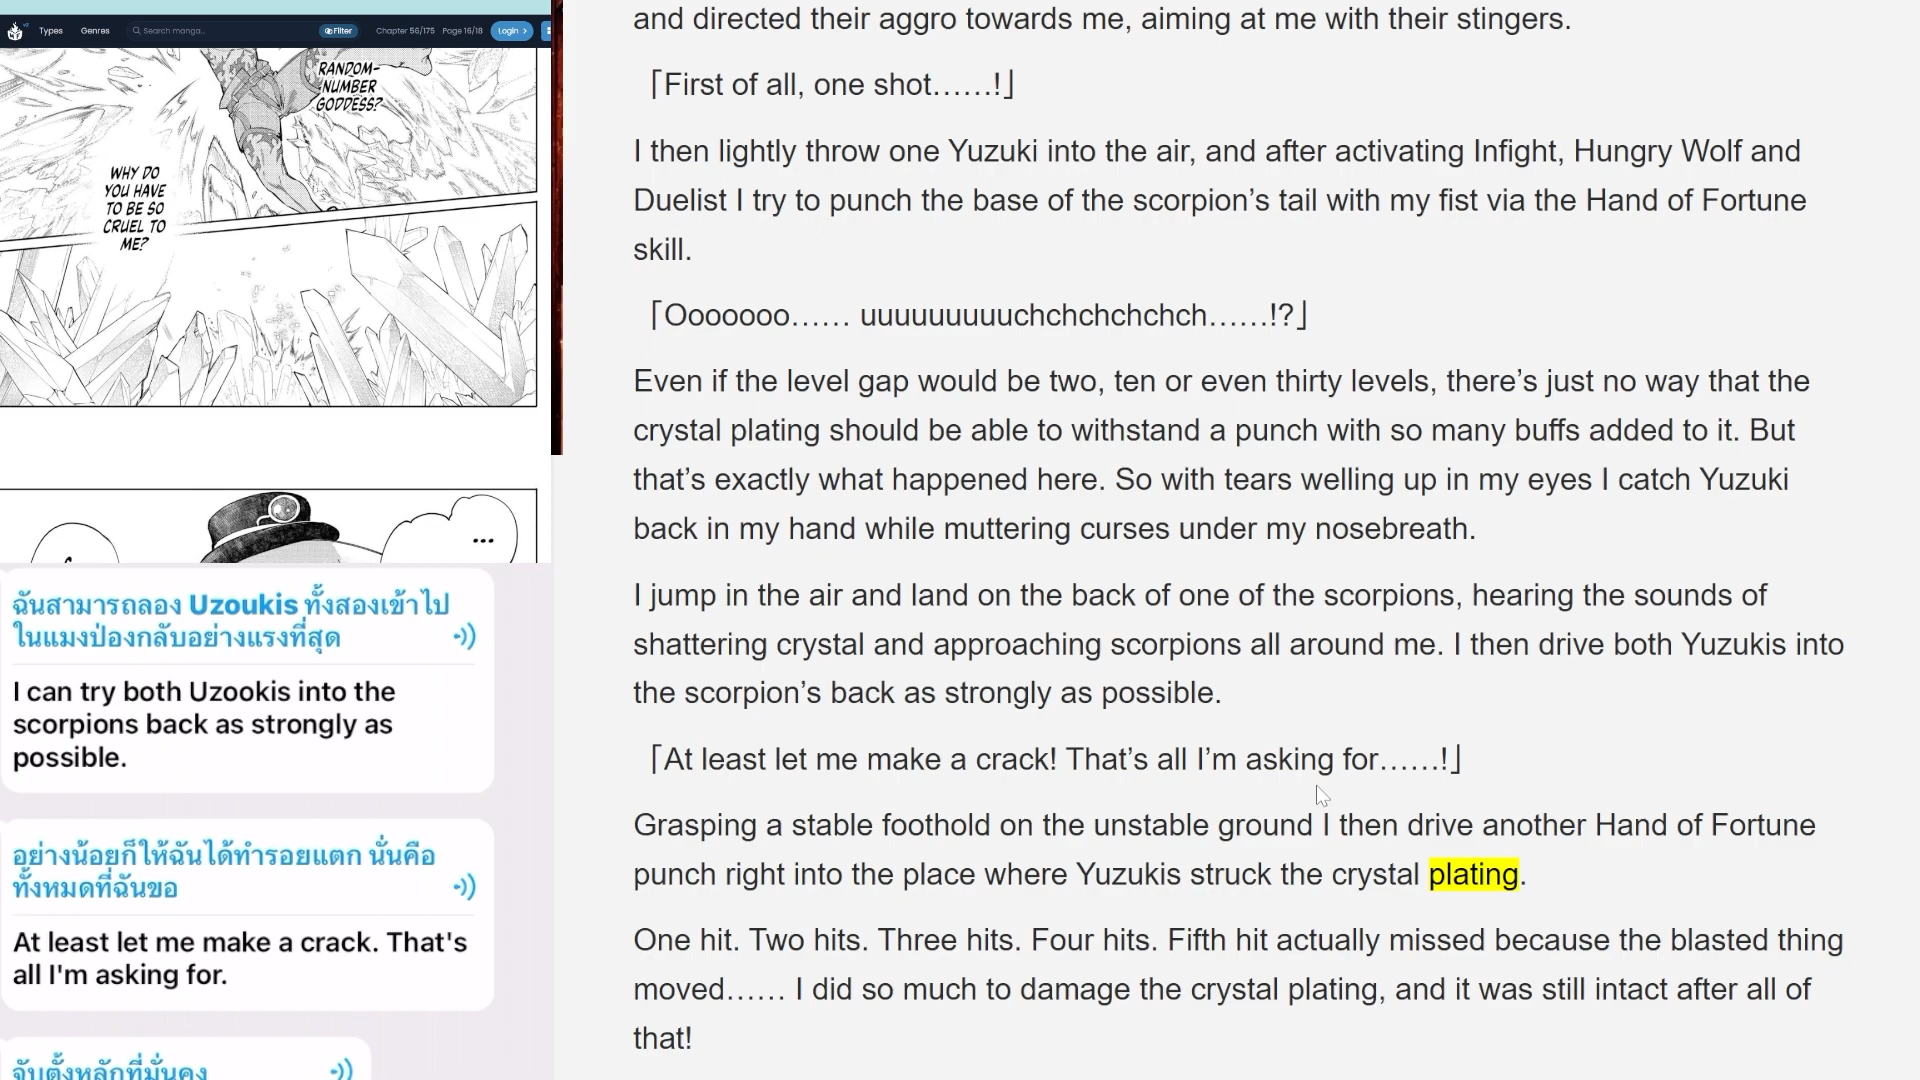 Types
Genres
Search manga..
Filter
Chapter 56/175
Page 16/18
Login
RANDOM-
NUMBER
GODDESS?
WHY DO
YOU HAVE
TO BE SO
CRUEL TO
ME?
...
ฉันสามารถลอง Uzoukis ทั้งสองเข้าไป
ในแมงป่องกลับอย่างแรงที่สุด
I can try both Uzookis into the
scorpions back as strongly as
possible.
อย่างน้อยก็ให้ฉันได้ทำรอยแตก นั่นคือ
ทั้งหมดที่ฉันขอ
At least let me make a crack. That's
all I'm asking for.
จับตั้งหลักที่มั่นคง
and directed their aggro towards me, aiming at me with their stingers.
「First of all, one shot……!」
I then lightly throw one Yuzuki into the air, and after activating Infight, Hungry Wolf and
Duelist I try to punch the base of the scorpion’s tail with my fist via the Hand of Fortune
skill.
「Ooooooo…… uuuuuuuuuchchchchchch……!?」
Even if the level gap would be two, ten or even thirty levels, there’s just no way that the
crystal plating should be able to withstand a punch with so many buffs added to it. But
that’s exactly what happened here. So with tears welling up in my eyes I catch Yuzuki
back in my hand while muttering curses under my nosebreath.
I jump in the air and land on the back of one of the scorpions, hearing the sounds of
shattering crystal and approaching scorpions all around me. I then drive both Yuzukis into
the scorpion’s back as strongly as possible.
「At least let me make a crack! That’s all I’m asking for……!」
Grasping a stable foothold on the unstable ground I then drive another Hand of Fortune
punch right into the place where Yuzukis struck the crystal plating.
One hit. Two hits. Three hits. Four hits. Fifth hit actually missed because the blasted thing
moved…… I did so much to damage the crystal plating, and it was still intact after all of
that!